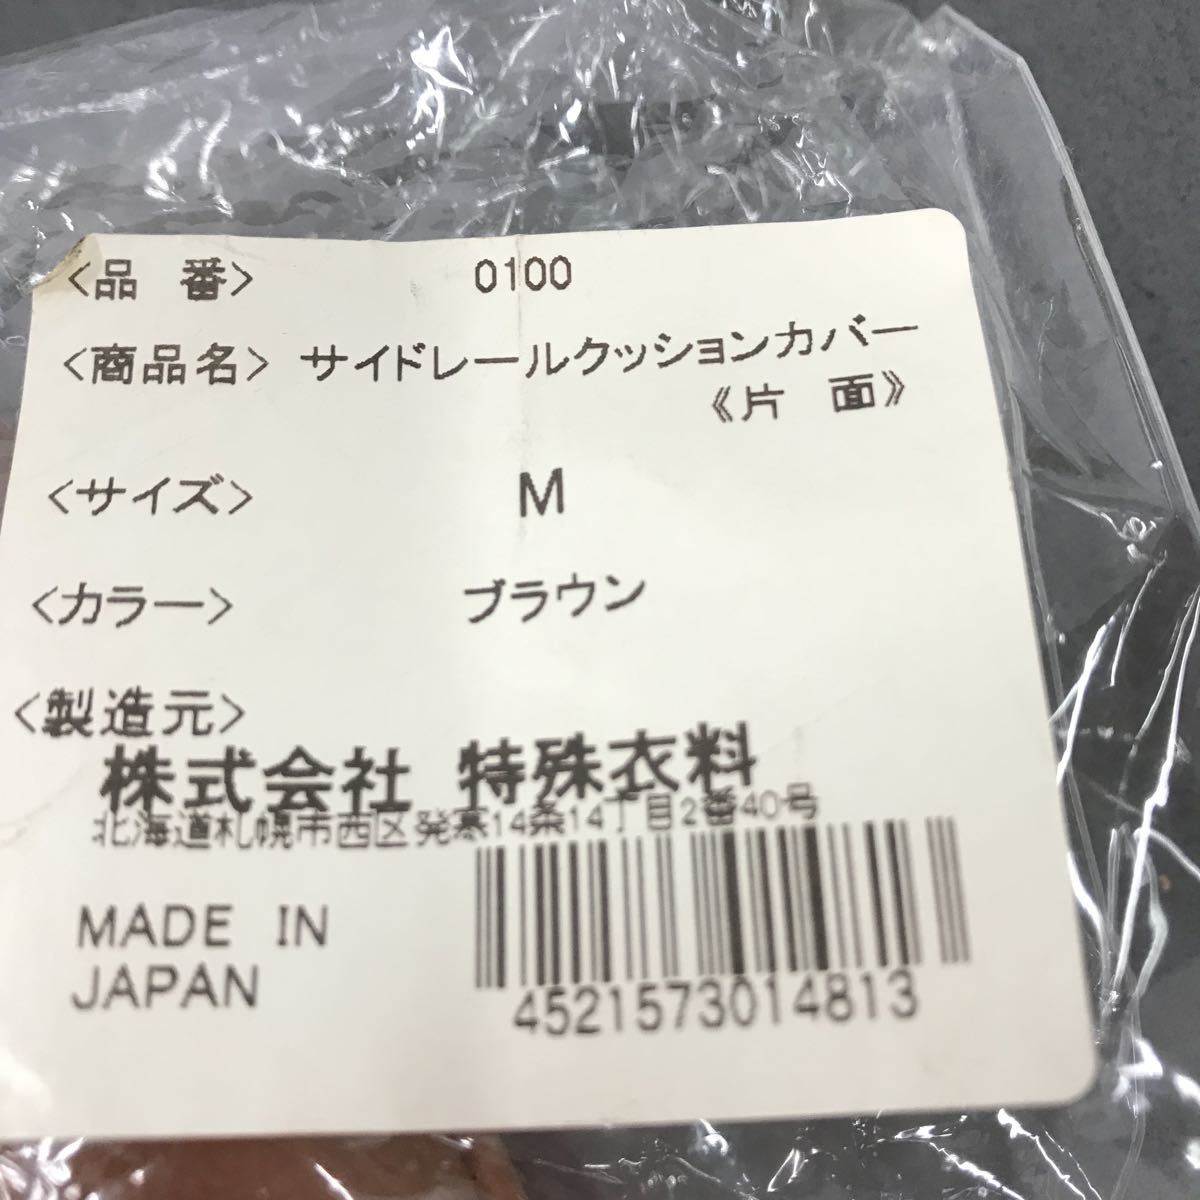 <品　番>　0100
<商品名>　サイドレールクッションカバー
《片　面》
<サイズ>　M
<カラー>　ブラウン
<製造元>
株式会社 特殊衣料
北海道札幌市西区発寒14条14丁目2番40号
MADE IN
JAPAN
4521573014813